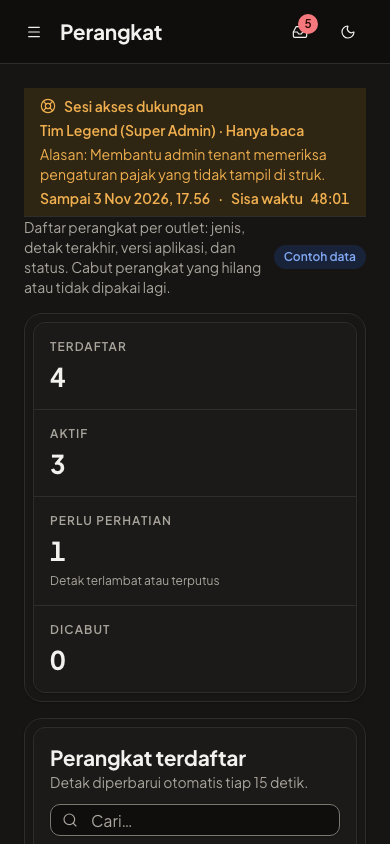 Perangkat
5
Sesi akses dukungan
Tim Legend (Super Admin) · Hanya baca
Alasan: Membantu admin tenant memeriksa
pengaturan pajak yang tidak tampil di struk.
Sampai 3 Nov 2026, 17.56 · Sisa waktu 48:01
Daftar perangkat per outlet: jenis,
detak terakhir, versi aplikasi, dan
status. Cabut perangkat yang hilang
atau tidak dipakai lagi.
Contoh data
TERDAFTAR
4
AKTIF
3
PERLU PERHATIAN
1
Detak terlambat atau terputus
DICABUT
0
Perangkat terdaftar
Detak diperbarui otomatis tiap 15 detik.
Cari...